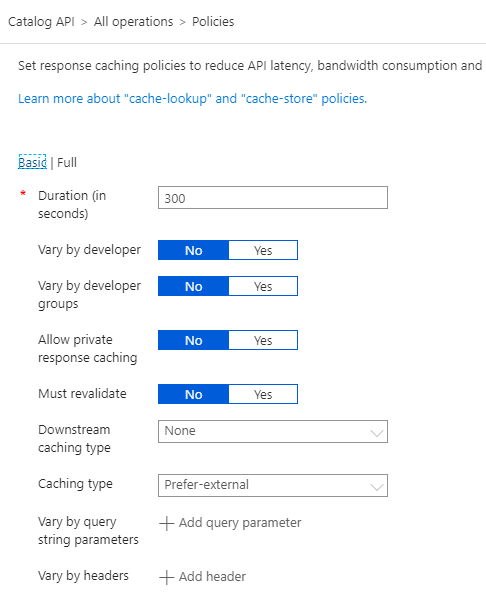 Catalog API > All operations > Policies
Set response caching policies to reduce API latency, bandwidth consumption and
Learn more about "cache-lookup" and "cache-store" policies.
Basic | Full
* Duration (in seconds) 300
Vary by developer No Yes
Vary by developer groups No Yes
Allow private response caching No Yes
Must revalidate No Yes
Downstream caching type None
Caching type Prefer-external
Vary by query string parameters + Add query parameter
Vary by headers + Add header